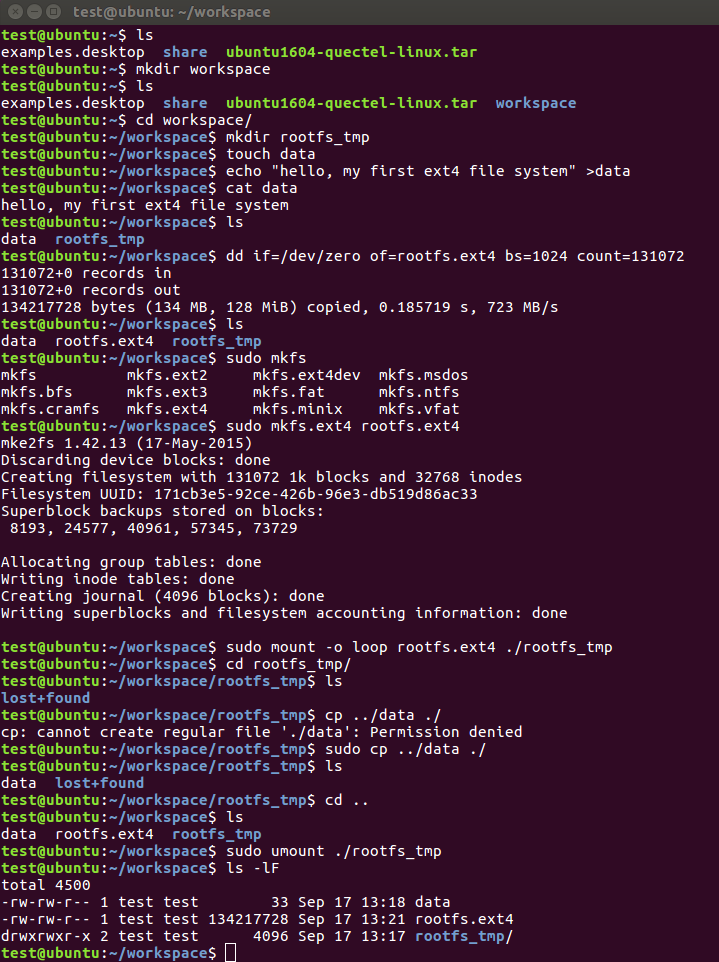 test@ubuntu: ~/workspace
test@ubuntu:~$ ls
examples.desktop  share  ubuntu1604-quectel-linux.tar
test@ubuntu:~$ mkdir workspace
test@ubuntu:~$ ls
examples.desktop  share  ubuntu1604-quectel-linux.tar  workspace
test@ubuntu:~$ cd workspace/
test@ubuntu:~/workspace$ mkdir rootfs_tmp
test@ubuntu:~/workspace$ touch data
test@ubuntu:~/workspace$ echo "hello, my first ext4 file system" >data
test@ubuntu:~/workspace$ cat data
hello, my first ext4 file system
test@ubuntu:~/workspace$ ls
data  rootfs_tmp
test@ubuntu:~/workspace$ dd if=/dev/zero of=rootfs.ext4 bs=1024 count=131072
131072+0 records in
131072+0 records out
134217728 bytes (134 MB, 128 MiB) copied, 0.185719 s, 723 MB/s
test@ubuntu:~/workspace$ ls
data  rootfs.ext4  rootfs_tmp
test@ubuntu:~/workspace$ sudo mkfs
mkfs          mkfs.ext2     mkfs.ext4dev  mkfs.msdos
mkfs.bfs      mkfs.ext3     mkfs.fat      mkfs.ntfs
mkfs.cramfs   mkfs.ext4     mkfs.minix    mkfs.vfat
test@ubuntu:~/workspace$ sudo mkfs.ext4 rootfs.ext4
mke2fs 1.42.13 (17-May-2015)
Discarding device blocks: done
Creating filesystem with 131072 1k blocks and 32768 inodes
Filesystem UUID: 171cb3e5-92ce-426b-96e3-db519d86ac33
Superblock backups stored on blocks:
 8193, 24577, 40961, 57345, 73729

Allocating group tables: done
Writing inode tables: done
Creating journal (4096 blocks): done
Writing superblocks and filesystem accounting information: done

test@ubuntu:~/workspace$ sudo mount -o loop rootfs.ext4 ./rootfs_tmp
test@ubuntu:~/workspace$ cd rootfs_tmp/
test@ubuntu:~/workspace/rootfs_tmp$ ls
lost+found
test@ubuntu:~/workspace/rootfs_tmp$ cp ../data ./
cp: cannot create regular file './data': Permission denied
test@ubuntu:~/workspace/rootfs_tmp$ sudo cp ../data ./
test@ubuntu:~/workspace/rootfs_tmp$ ls
data  lost+found
test@ubuntu:~/workspace/rootfs_tmp$ cd ..
test@ubuntu:~/workspace$ ls
data  rootfs.ext4  rootfs_tmp
test@ubuntu:~/workspace$ sudo umount ./rootfs_tmp
test@ubuntu:~/workspace$ ls -lF
total 4500
-rw-rw-r-- 1 test test        33 Sep 17 13:18 data
-rw-rw-r-- 1 test test 134217728 Sep 17 13:21 rootfs.ext4
drwxrwxr-x 2 test test      4096 Sep 17 13:17 rootfs_tmp/
test@ubuntu:~/workspace$